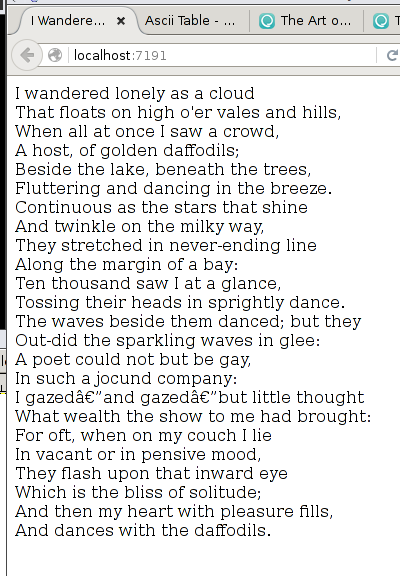 I Wandere...
Ascii Table - ...
The Art o...
T
localhost:7191
I wandered lonely as a cloud
That floats on high o'er vales and hills,
When all at once I saw a crowd,
A host, of golden daffodils;
Beside the lake, beneath the trees,
Fluttering and dancing in the breeze.
Continuous as the stars that shine
And twinkle on the milky way,
They stretched in never-ending line
Along the margin of a bay:
Ten thousand saw I at a glance,
Tossing their heads in sprightly dance.
The waves beside them danced; but they
Out-did the sparkling waves in glee:
A poet could not but be gay,
In such a jocund company:
I gazedâ€”and gazedâ€”but little thought
What wealth the show to me had brought:
For oft, when on my couch I lie
In vacant or in pensive mood,
They flash upon that inward eye
Which is the bliss of solitude;
And then my heart with pleasure fills,
And dances with the daffodils.